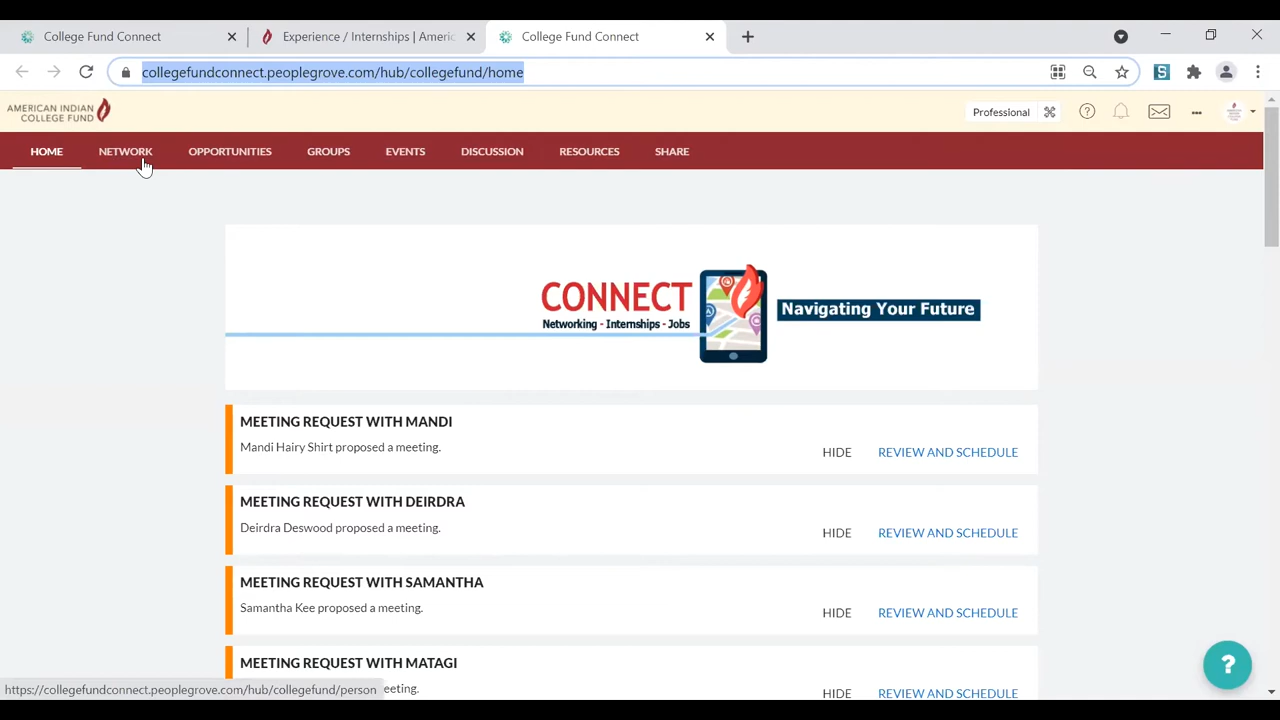 College Fund Connect
Experience / Internships | Americ
College Fund Connect
collegefundconnect.peoplegrove.com/hub/collegefund/home
AMERICAN INDIAN
COLLEGE FUND
Professional
HOME NETWORK OPPORTUNITIES GROUPS EVENTS DISCUSSION RESOURCES SHARE
CONNECT
Networking - Internships - Jobs
Navigating Your Future
MEETING REQUEST WITH MANDI
Mandi Hairy Shirt proposed a meeting.
HIDE REVIEW AND SCHEDULE
MEETING REQUEST WITH DEIRDRA
Deirdra Deswood proposed a meeting.
HIDE REVIEW AND SCHEDULE
MEETING REQUEST WITH SAMANTHA
Samantha Kee proposed a meeting.
HIDE REVIEW AND SCHEDULE
MEETING REQUEST WITH MATAGI
eeting.
HIDE REVIEW AND SCHEDULE
https://collegefundconnect.peoplegrove.com/hub/collegefund/person